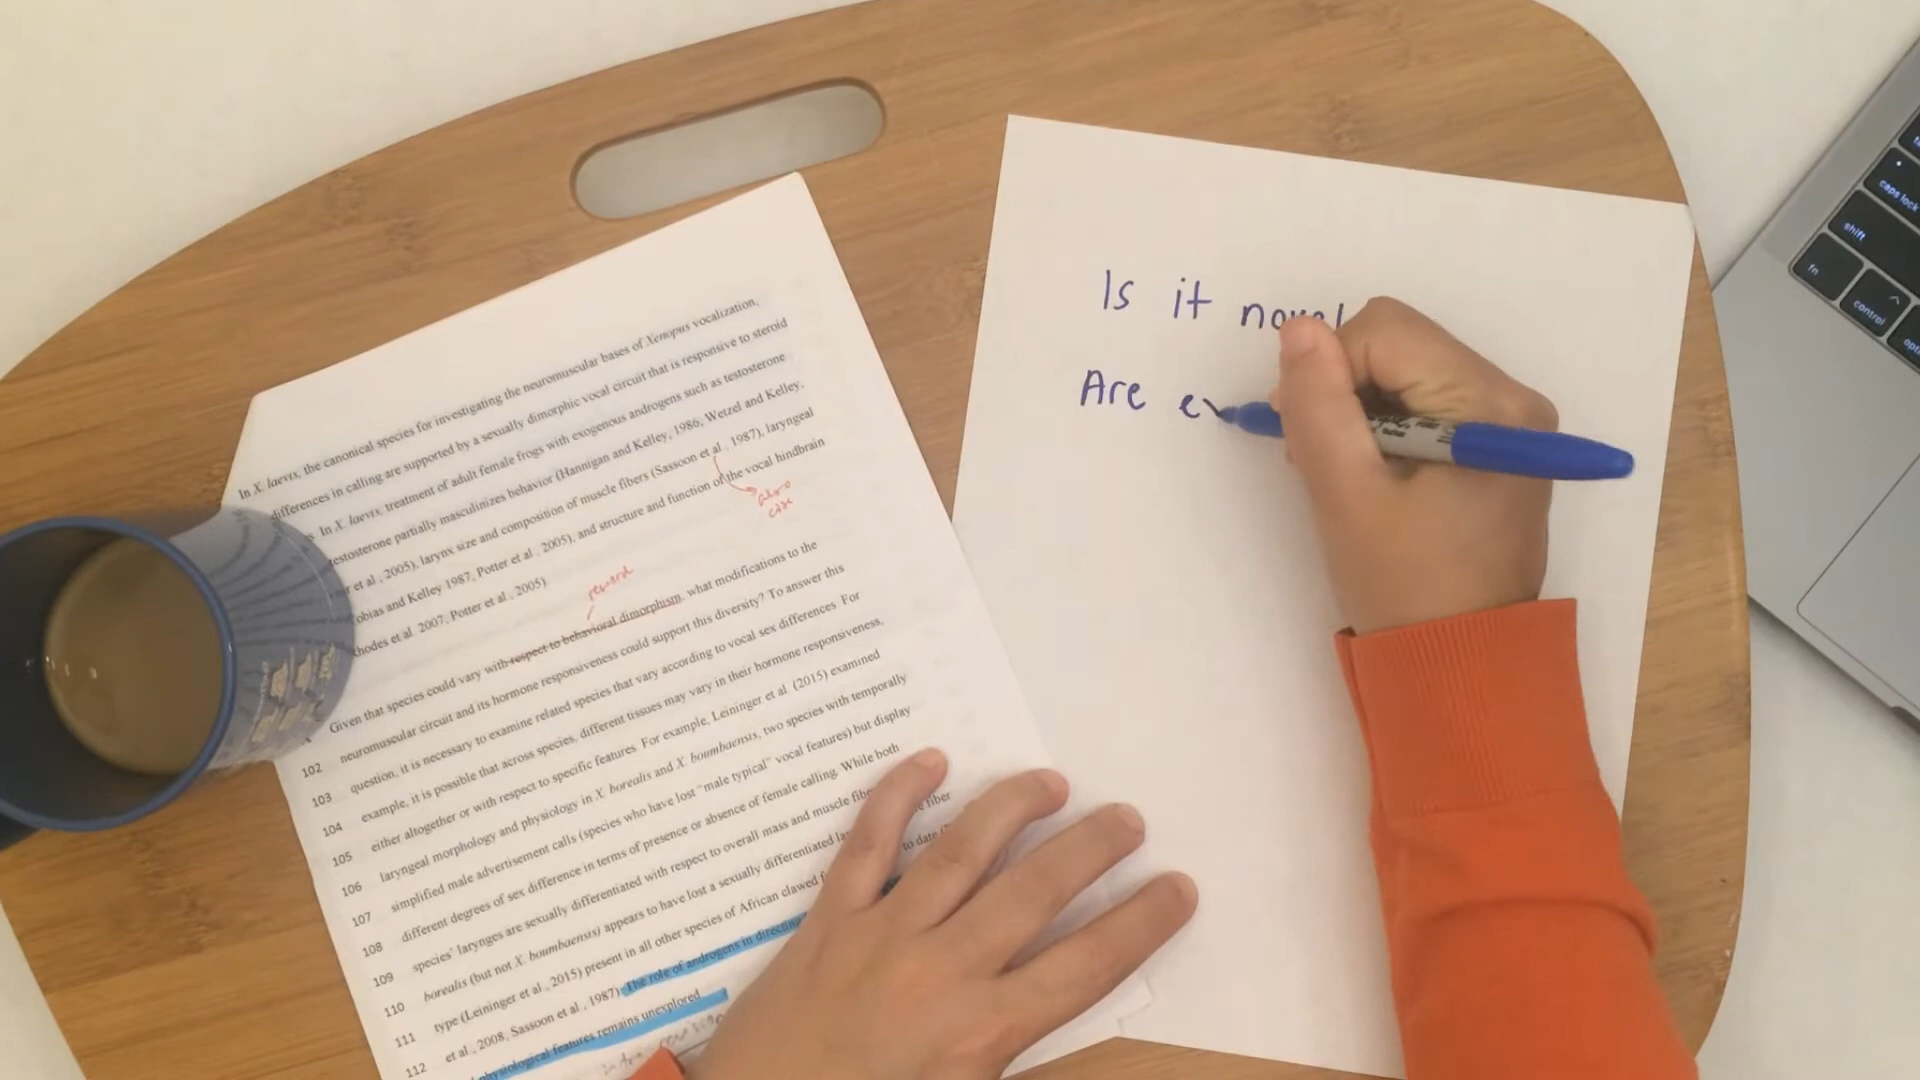 In X. laevis, the canonical species for investigating the neuromuscular bases of Xenopus vocalization,
differences in calling are supported by a sexually dimorphic vocal circuit that is responsive to steroid
In X. laevis, treatment of adult female frogs with exogenous androgens such as testosterone
testosterone partially masculinizes behavior (Hannigan and Kelley, 1986, Wetzel and Kelley,
et al., 2005), larynx size and composition of muscle fibers (Sassoon et al., 1987), laryngeal
Tobias and Kelley 1987, Potter et al., 2005), and structure and function of the vocal hindbrain
also
cite
Rhodes et al. 2007, Potter et al., 2005)
reword
Given that species could vary with respect to behavioral dimorphism, what modifications to the
102 neuromuscular circuit and its hormone responsiveness could support this diversity? To answer this
103 question, it is necessary to examine related species that vary according to vocal sex differences. For
104 example, it is possible that across species, different tissues may vary in their hormone responsiveness,
105 either altogether or with respect to specific features. For example, Leininger et al. (2015) examined
106 laryngeal morphology and physiology in X. borealis and X. boumbaensis, two species with temporally
107 simplified male advertisement calls (species who have lost "male typical" vocal features) but display
108 different degrees of sex difference in terms of presence or absence of female calling. While both
109 species' larynges are sexually differentiated with respect to overall mass and muscle fiber
110 borealis (but not X. boumbaensis) appears to have lost a sexually differentiated fiber
111 type (Leininger et al., 2015) present in all other species of African clawed to date
112 et al., 2008, Sassoon et al., 1987). The role of androgens in directing
physiological features remains unexplored
Is it novel
Are ex
caps lock
shift
fn
control